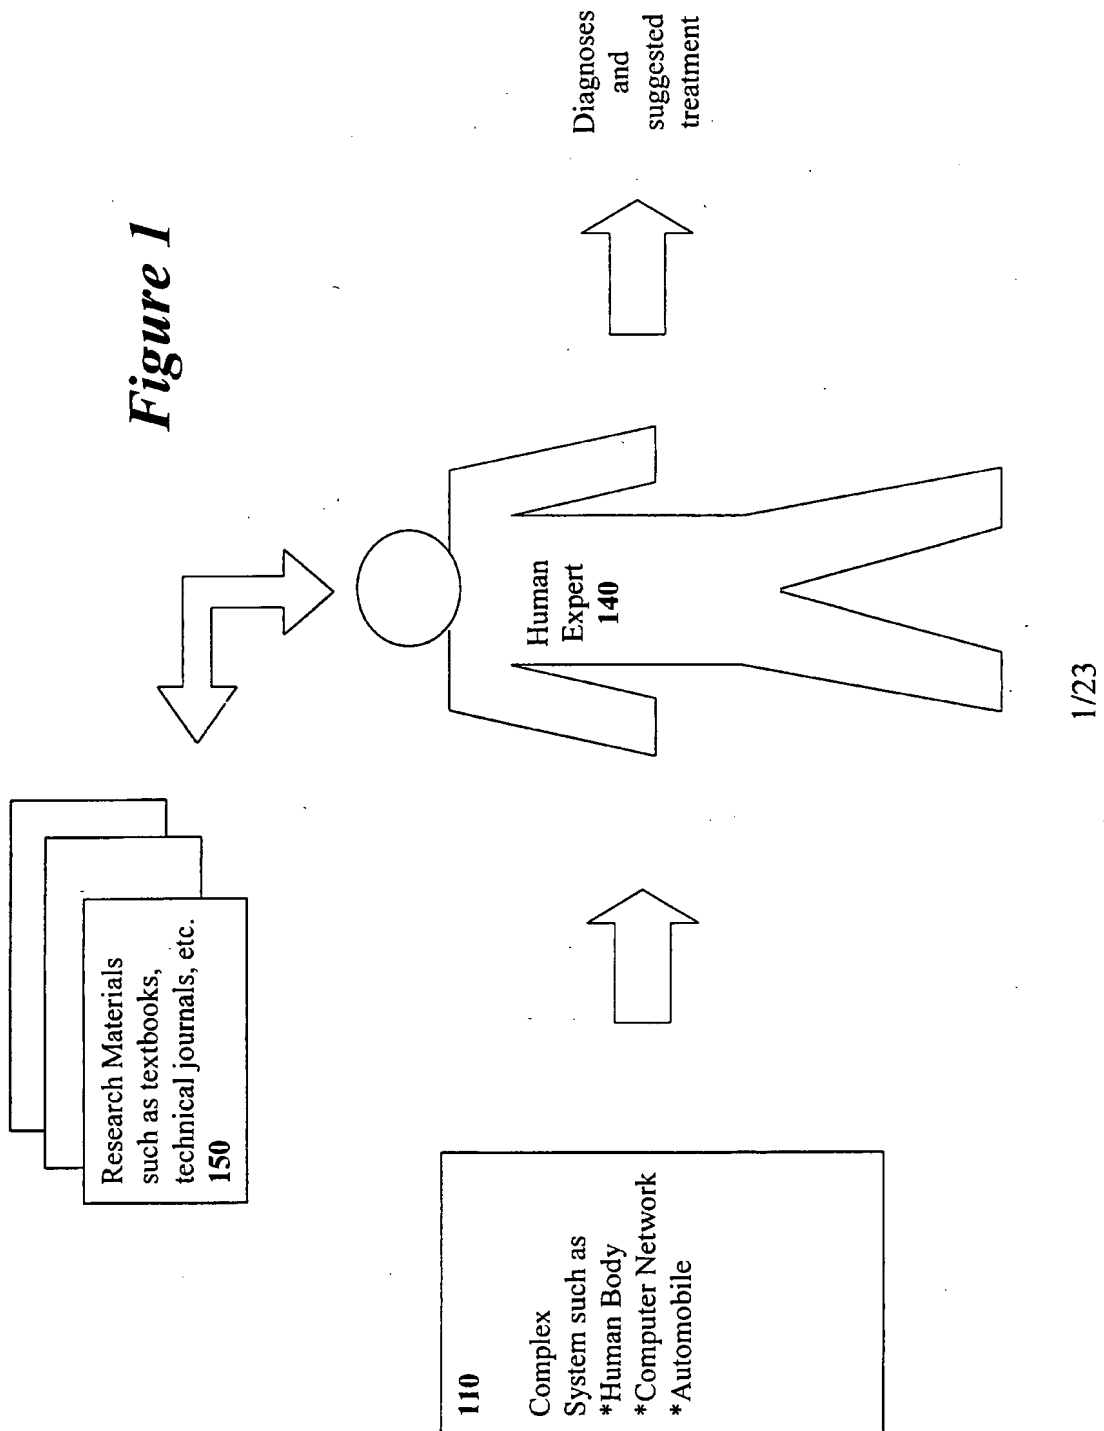 Figure 1
Research Materials
such as textbooks,
technical journals, etc.
150
110
Complex
System such as
*Human Body
*Computer Network
*Automobile
Human
Expert
140
Diagnoses
and
suggested
treatment
1/23